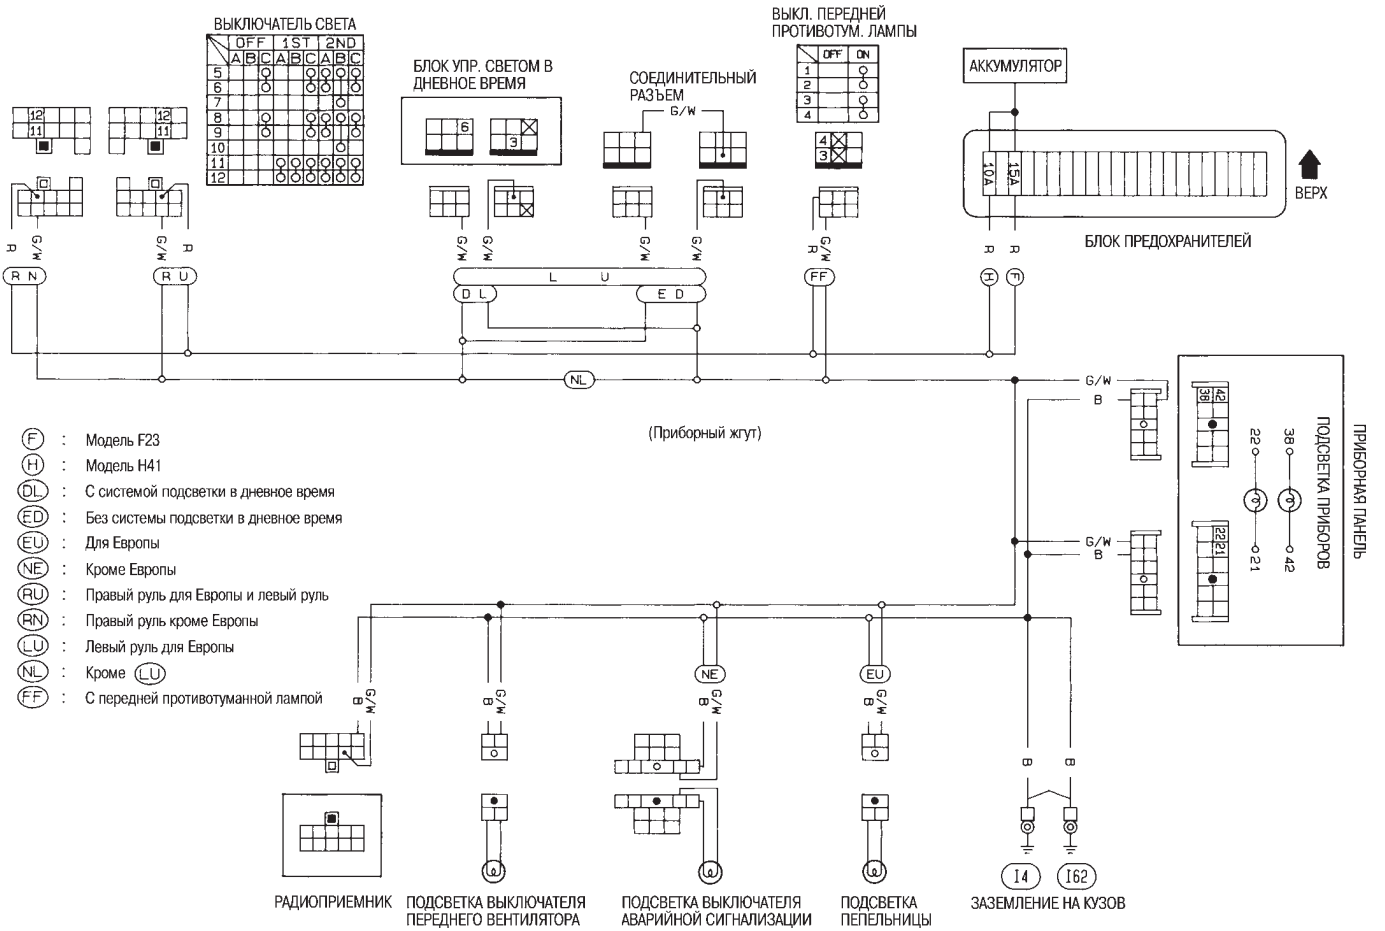 ВЫКЛЮЧАТЕЛЬ СВЕТА
OFF 1ST 2ND
A B C A B C A B C
5
6
7
8
9
10
11
12
12
11
12
11
БЛОК УПР. СВЕТОМ В
ДНЕВНОЕ ВРЕМЯ
6
3
СОЕДИНИТЕЛЬНЫЙ
РАЗЪЕМ
G/W
ВЫКЛ. ПЕРЕДНЕЙ
ПРОТИВОТУМ. ЛАМПЫ
OFF ON
1
2
3
4
4
3
АККУМУЛЯТОР
10A
15A
ВЕРХ
БЛОК ПРЕДОХРАНИТЕЛЕЙ
R G/W G/W R G/W G/W G/W G/W R G/W R R
R N
R U
L U
D L
E D
FF
H
F
NL
(Приборный жгут)
G/W
B
G/W
B
38 42
22 21
22
38
21
42
ПОДСВЕТКА ПРИБОРОВ
ПРИБОРНАЯ ПАНЕЛЬ
F : Модель F23
H : Модель H41
DL : С системой подсветки в дневное время
ED : Без системы подсветки в дневное время
EU : Для Европы
NE : Кроме Европы
RU : Правый руль для Европы и левый руль
RN : Правый руль кроме Европы
LU : Левый руль для Европы
NL : Кроме LU
FF : С передней противотуманной лампой
NE
EU
B G/W B G/W B G/W B G/W
B B
I4
I62
РАДИОПРИЕМНИК
ПОДСВЕТКА ВЫКЛЮЧАТЕЛЯ
ПЕРЕДНЕГО ВЕНТИЛЯТОРА
ПОДСВЕТКА ВЫКЛЮЧАТЕЛЯ
АВАРИЙНОЙ СИГНАЛИЗАЦИИ
ПОДСВЕТКА
ПЕПЕЛЬНИЦЫ
ЗАЗЕМЛЕНИЕ НА КУЗОВ